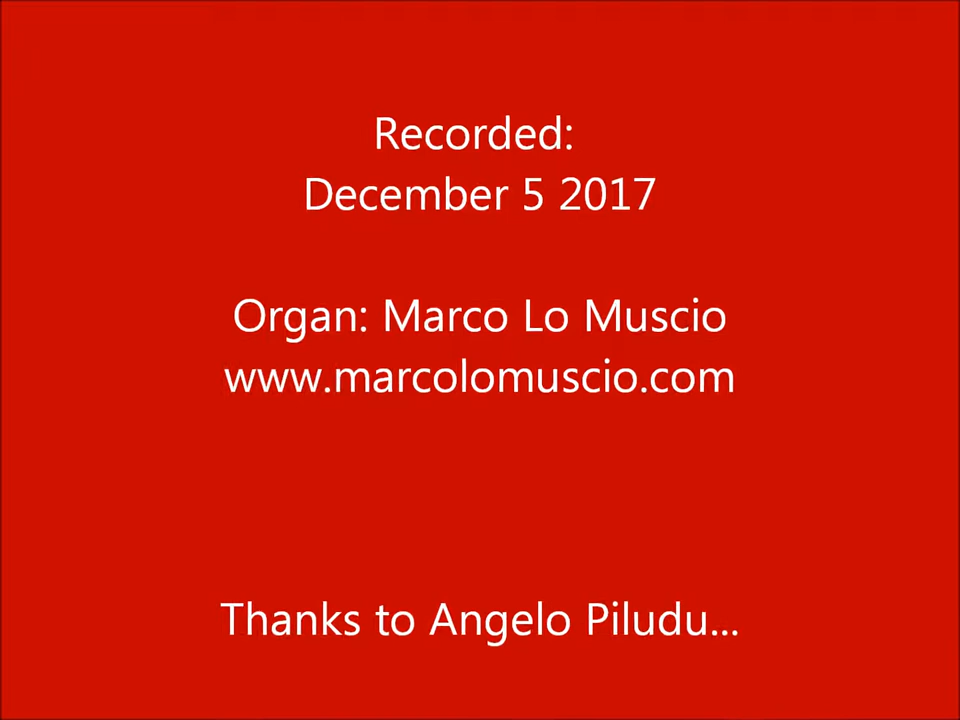 Recorded:
December 5 2017
Organ: Marco Lo Muscio
www.marcolomuscio.com
Thanks to Angelo Piludu...